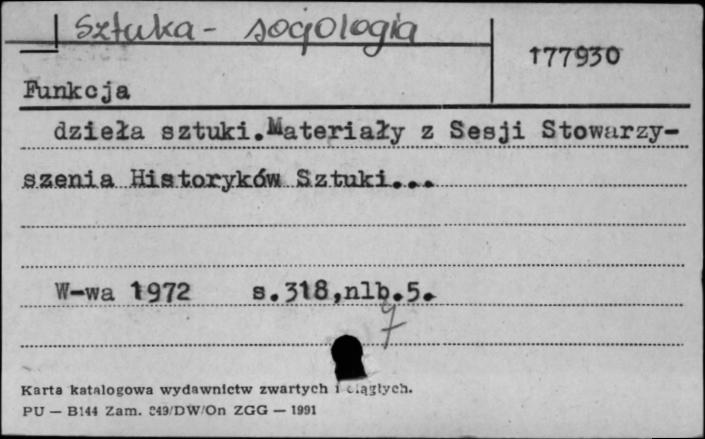 Sztuka - socjologia
177930
Funkcja
dzieła sztuki. Materiały z Sesji Stowarzy-
szenia Historyków Sztuki...
W-wa 1972 s.318,nlb.5.
Karta katalogowa wydawnictw zwartych i ciągłych.
PU — B144 Zam. 249/DW/On ZGG — 1991